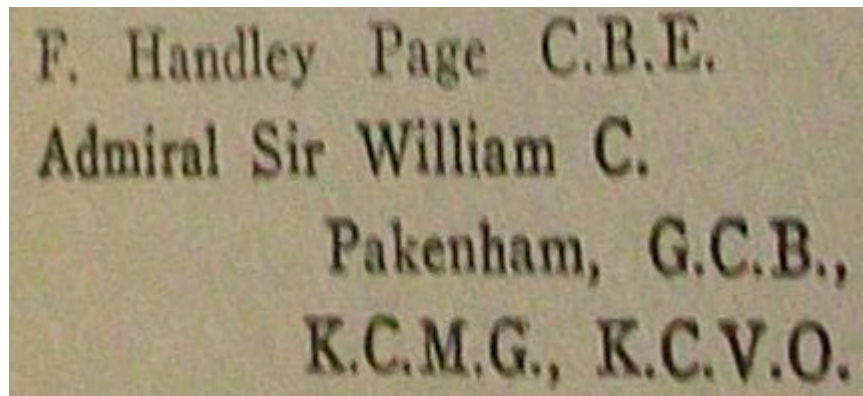 F. Handley Page C.B.E.
Admiral Sir William C.
Pakenham, G.C.B.,
K.C.M.G., K.C.V.O.